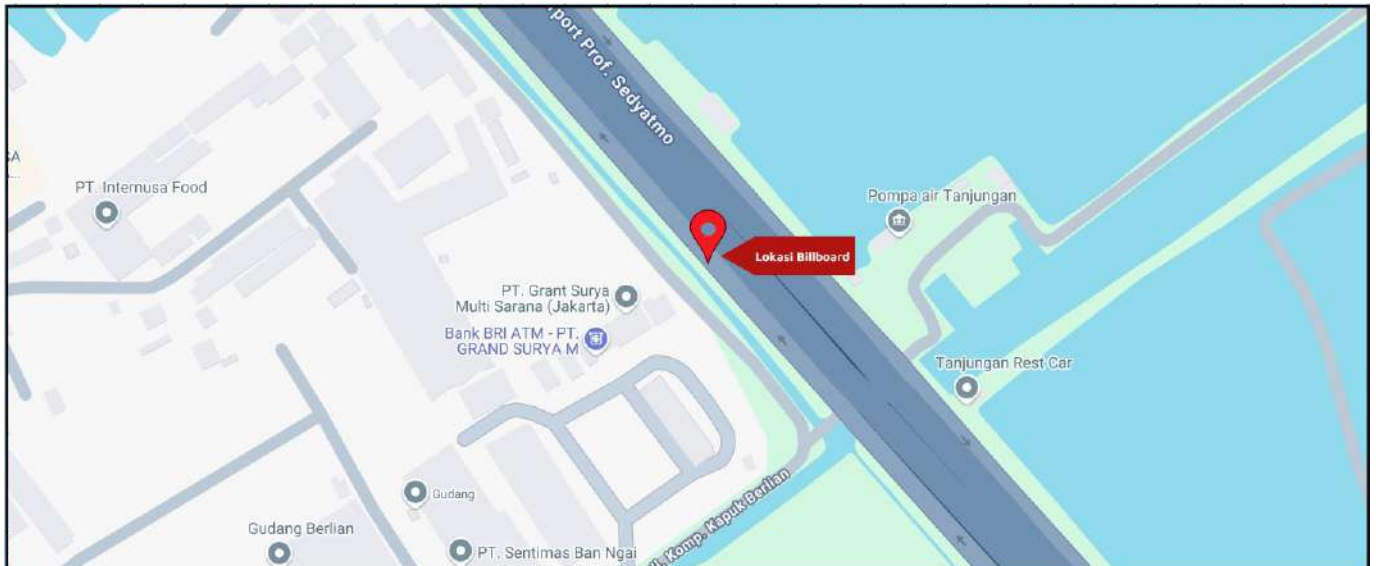 port Prof. Sedyatmo
GA
PT. Internusa Food
Pompa air Tanjungan
Lokasi Billboard
PT. Grant Surya
Multi Sarana (Jakarta)
Bank BRI ATM - PT.
GRAND SURYA M
Tanjungan Rest Car
Gudang
Gudang Berlian
PT. Sentimas Ban Ngai
Jl. Komp. Kapuk Berlian